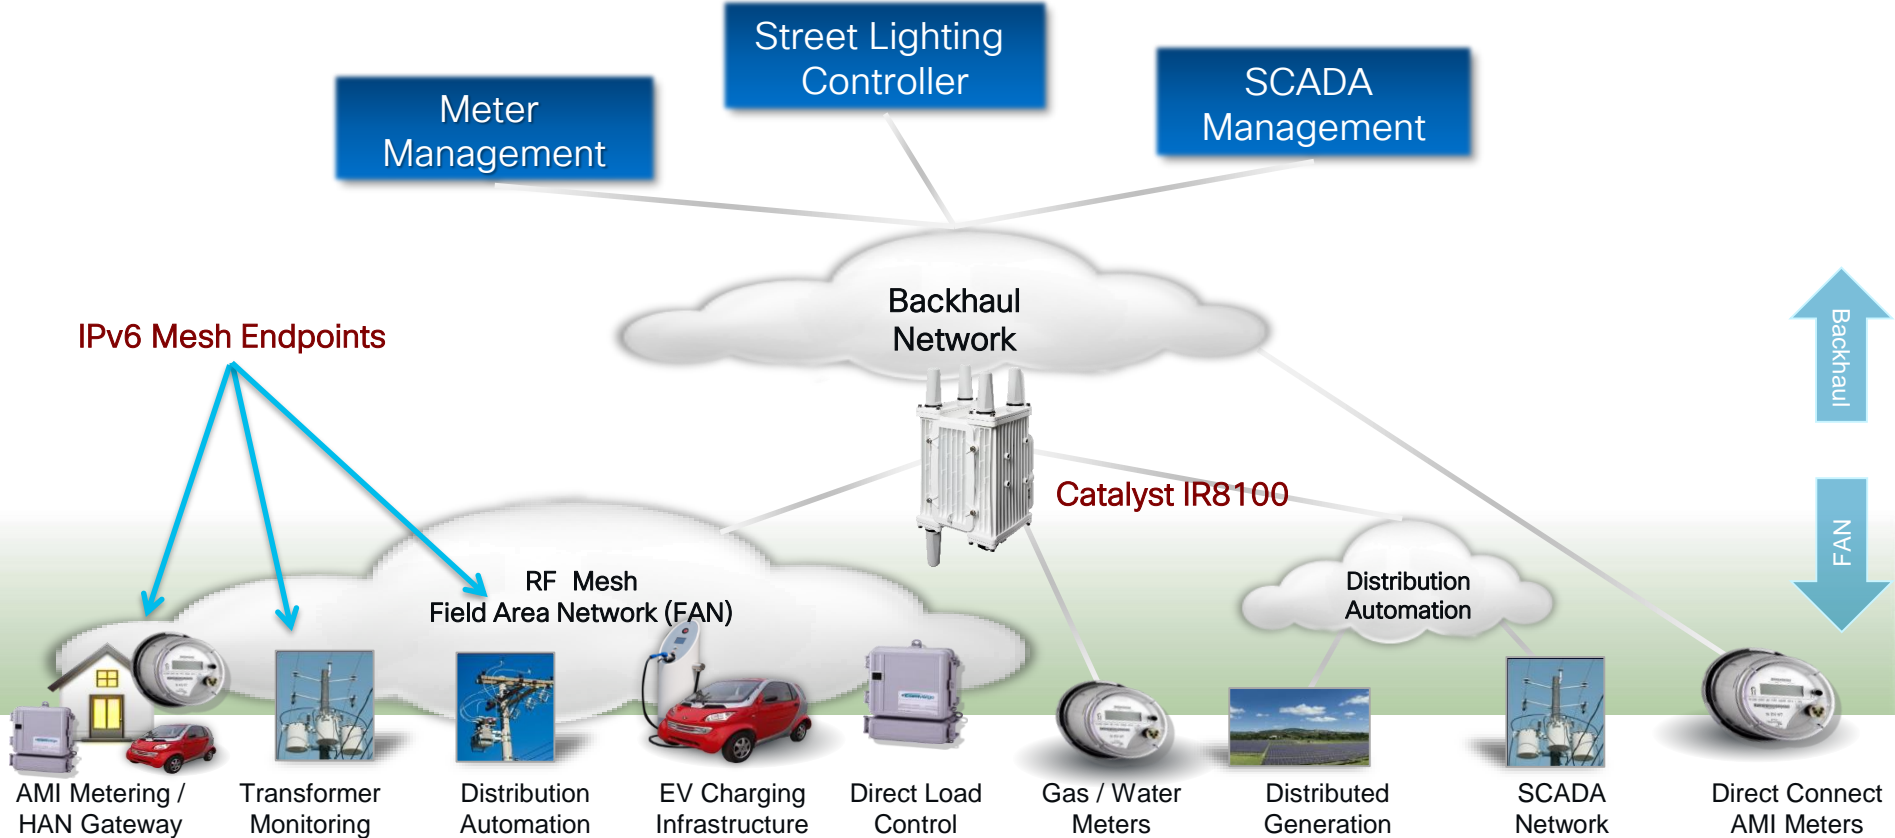 Street Lighting
Controller
Meter
Management
SCADA
Management
Backhaul
Network
IPv6 Mesh Endpoints
Backhaul
Catalyst IR8100
FAN
RF Mesh
Field Area Network (FAN)
Distribution
Automation
AMI Metering /
HAN Gateway
Transformer
Monitoring
Distribution
Automation
EV Charging
Infrastructure
Direct Load
Control
Gas / Water
Meters
Distributed
Generation
SCADA
Network
Direct Connect
AMI Meters